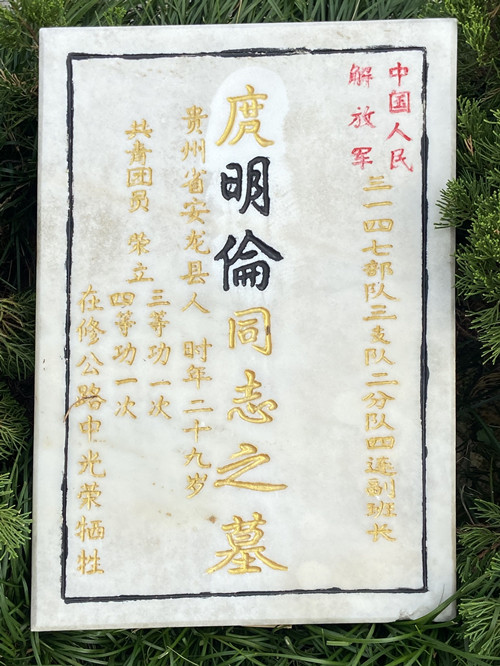 中国人民
解放军
三一四七部队三支队二分队四连副班长
度明倫同志之墓
贵州省安龙县人 时年二十九岁
共青团员 荣立
三等功一次
四等功一次
在修公路中光荣牺牲